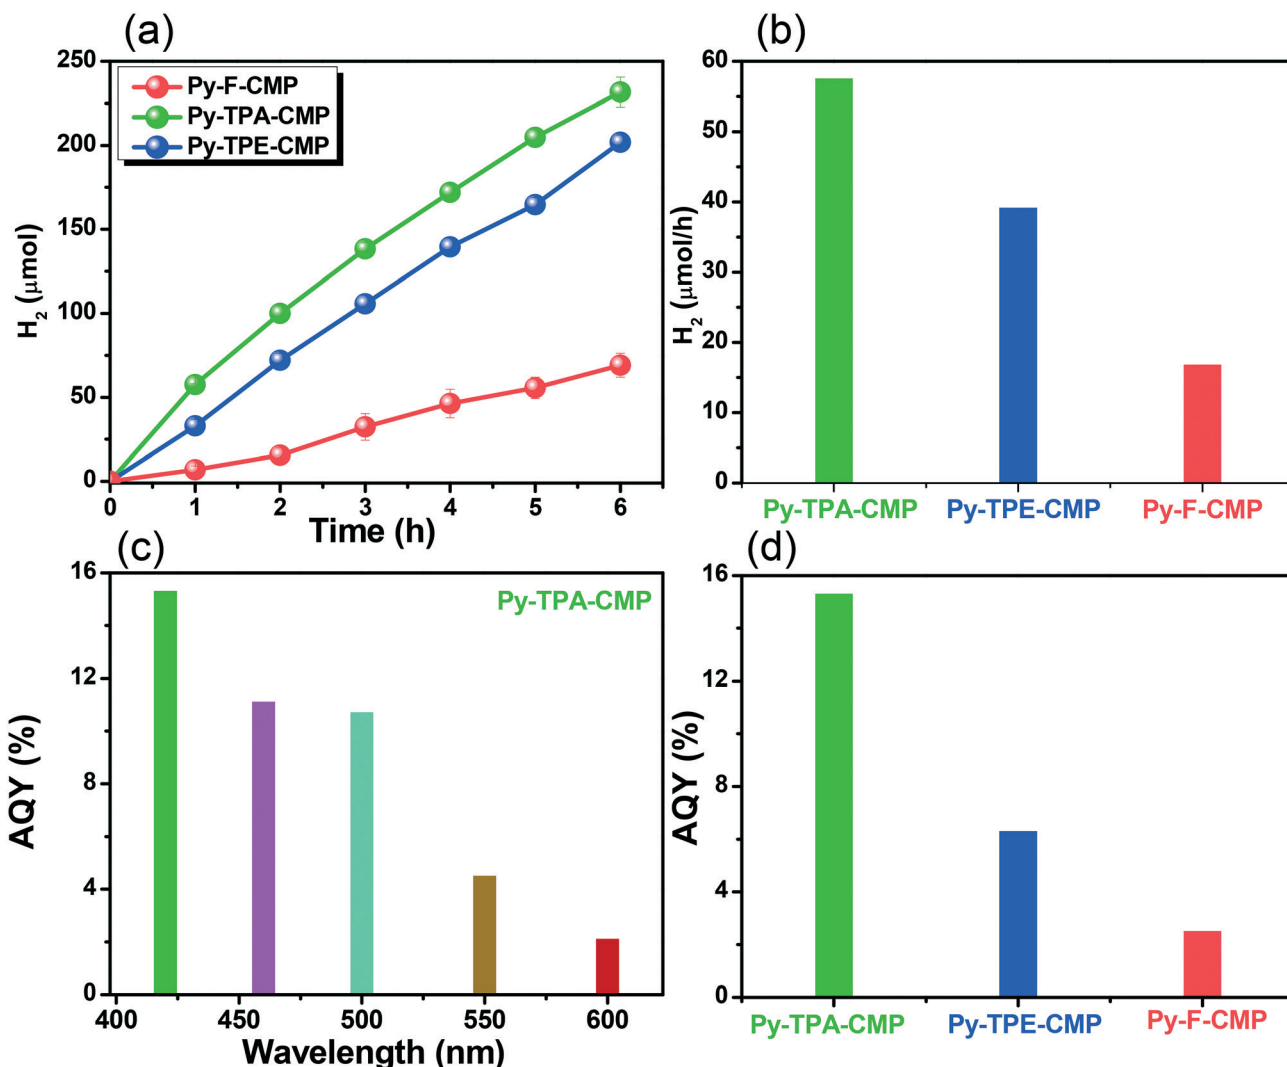 (a)
250
200
150
100
50
0
H2 (μmol)
Py-F-CMP
Py-TPA-CMP
Py-TPE-CMP
0 1 2 3 4 5 6
Time (h)
(b)
60
50
40
30
20
10
0
H2 (μmol/h)
Py-TPA-CMP Py-TPE-CMP Py-F-CMP
(c)
16
12
8
4
0
AQY (%)
Py-TPA-CMP
400 450 500 550 600
Wavelength (nm)
(d)
16
12
8
4
0
AQY (%)
Py-TPA-CMP Py-TPE-CMP Py-F-CMP